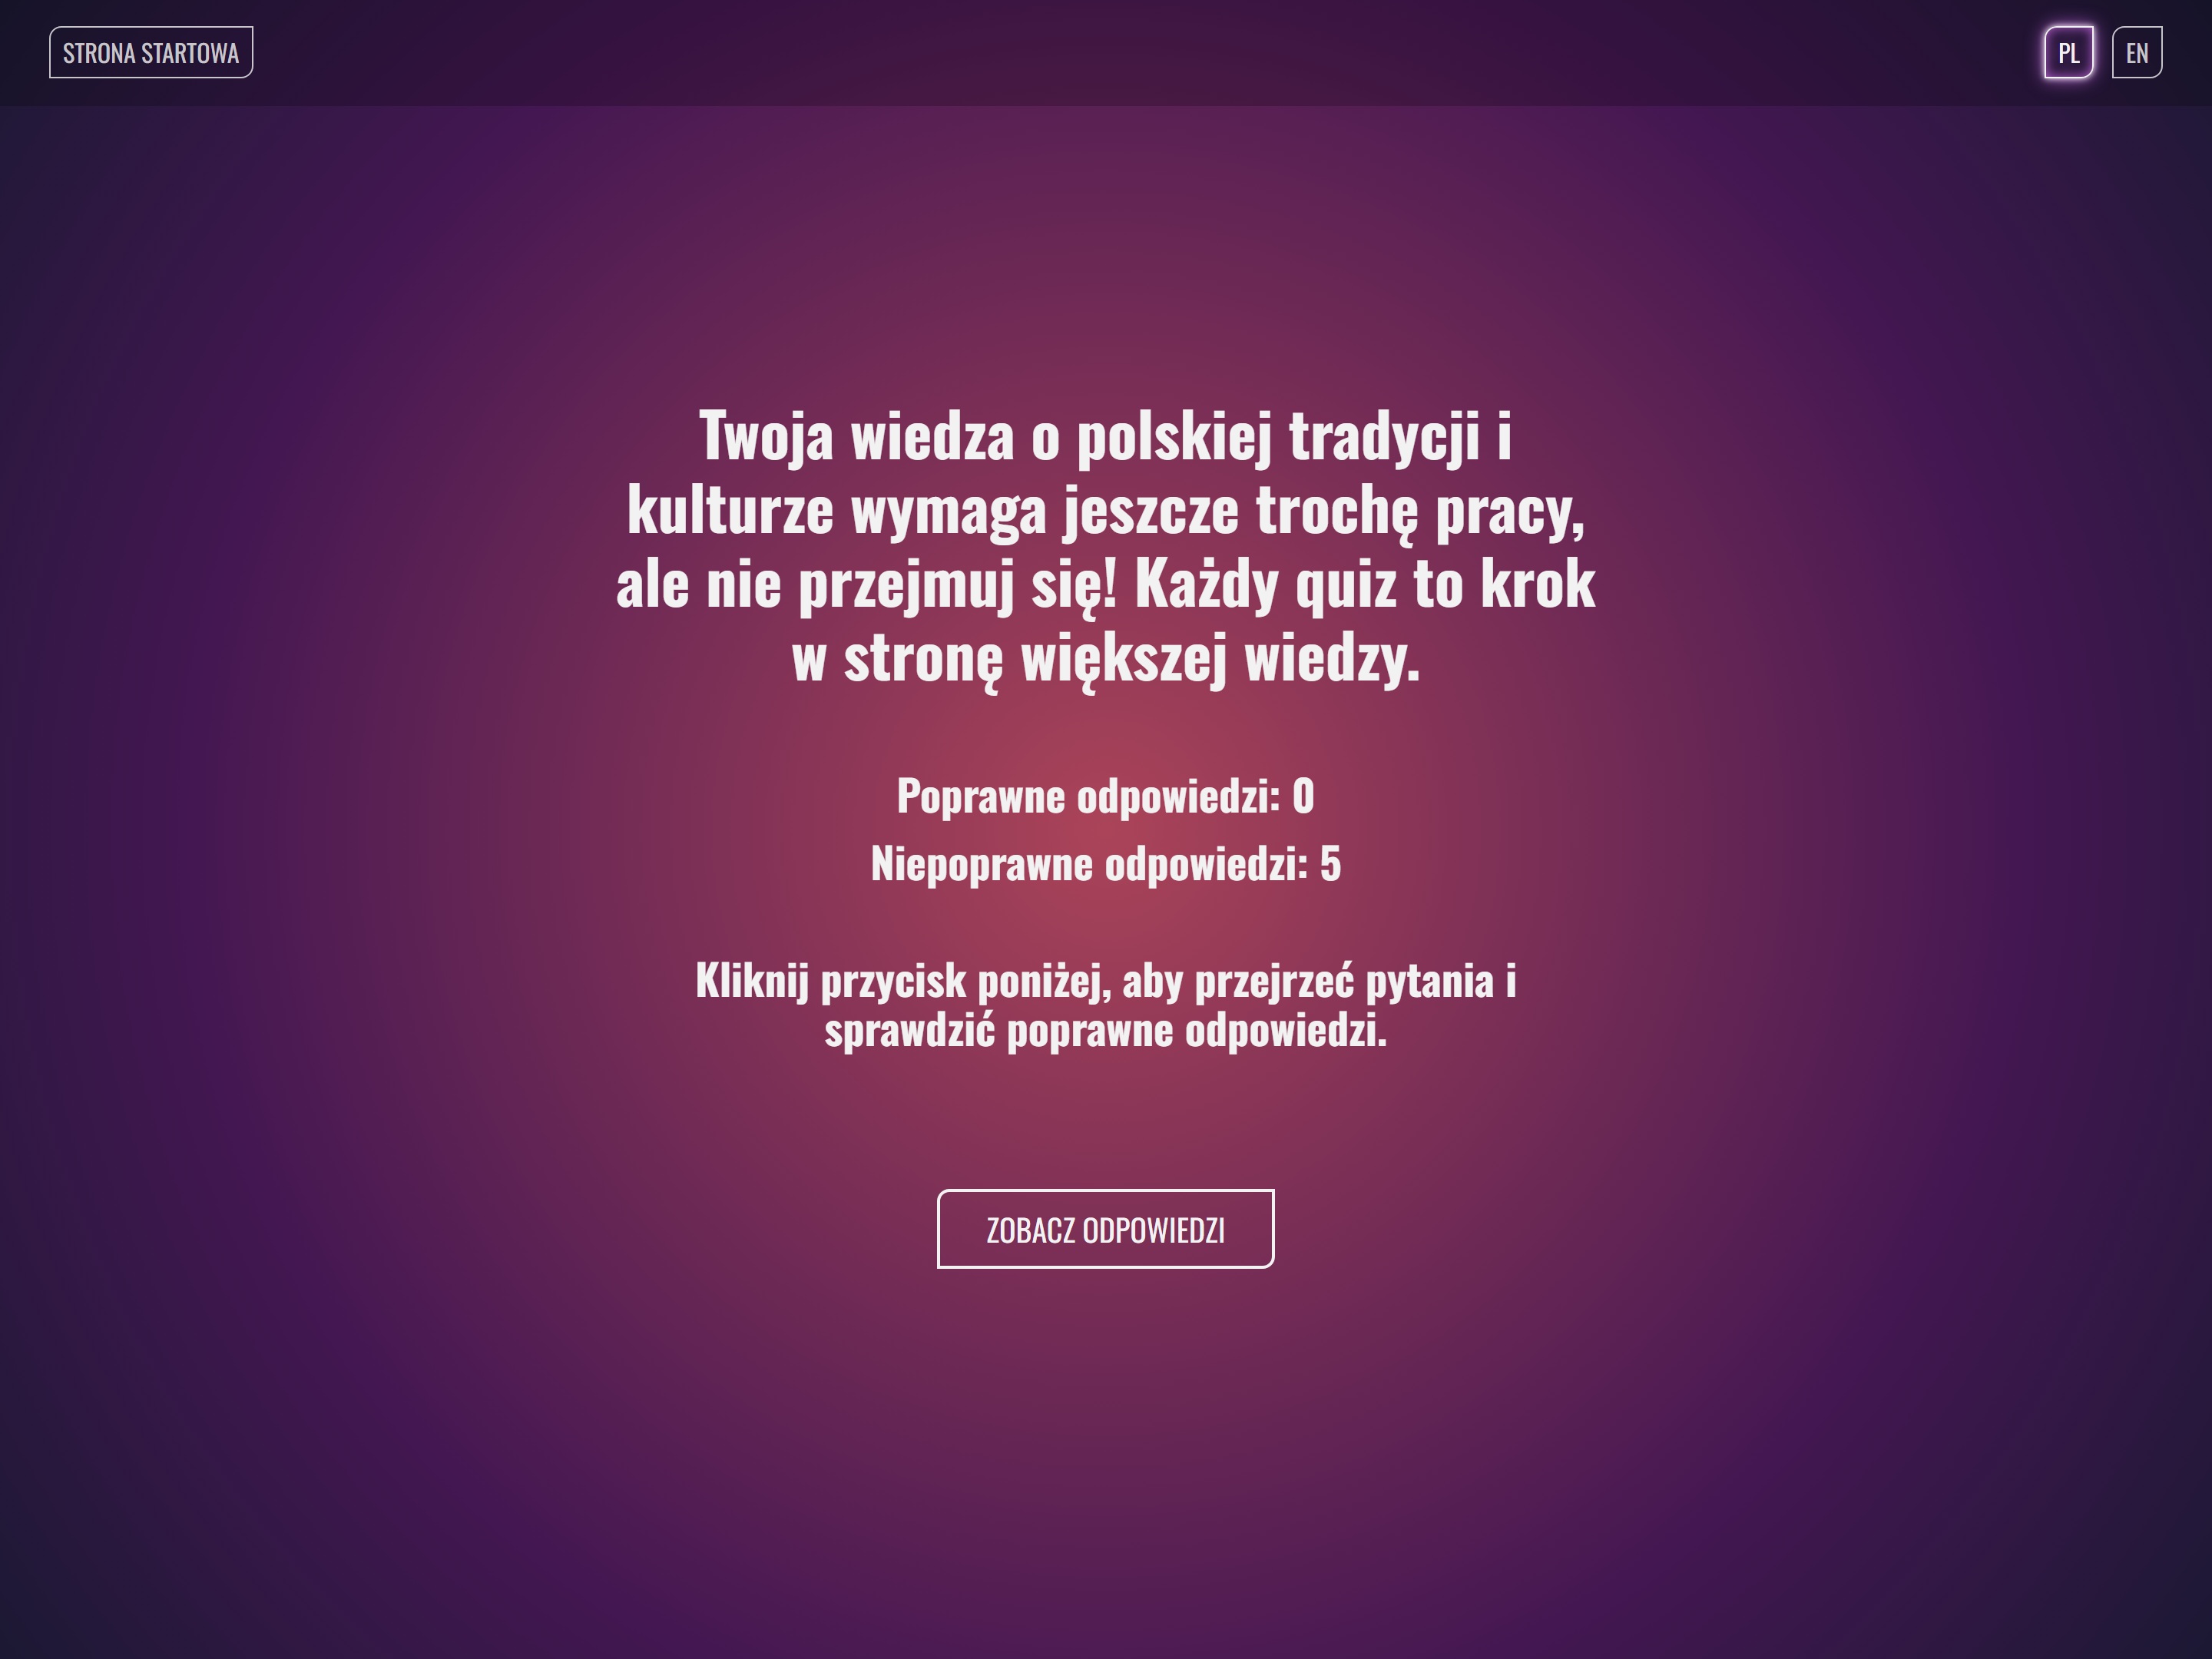 STRONA STARTOWA
PL
EN
Twoja wiedza o polskiej tradycji i
kulturze wymaga jeszcze trochę pracy,
ale nie przejmuj się! Każdy quiz to krok
w stronę większej wiedzy.
Poprawne odpowiedzi: 0
Niepoprawne odpowiedzi: 5
Kliknij przycisk poniżej, aby przejrzeć pytania i
sprawdzić poprawne odpowiedzi.
ZOBACZ ODPOWIEDZI